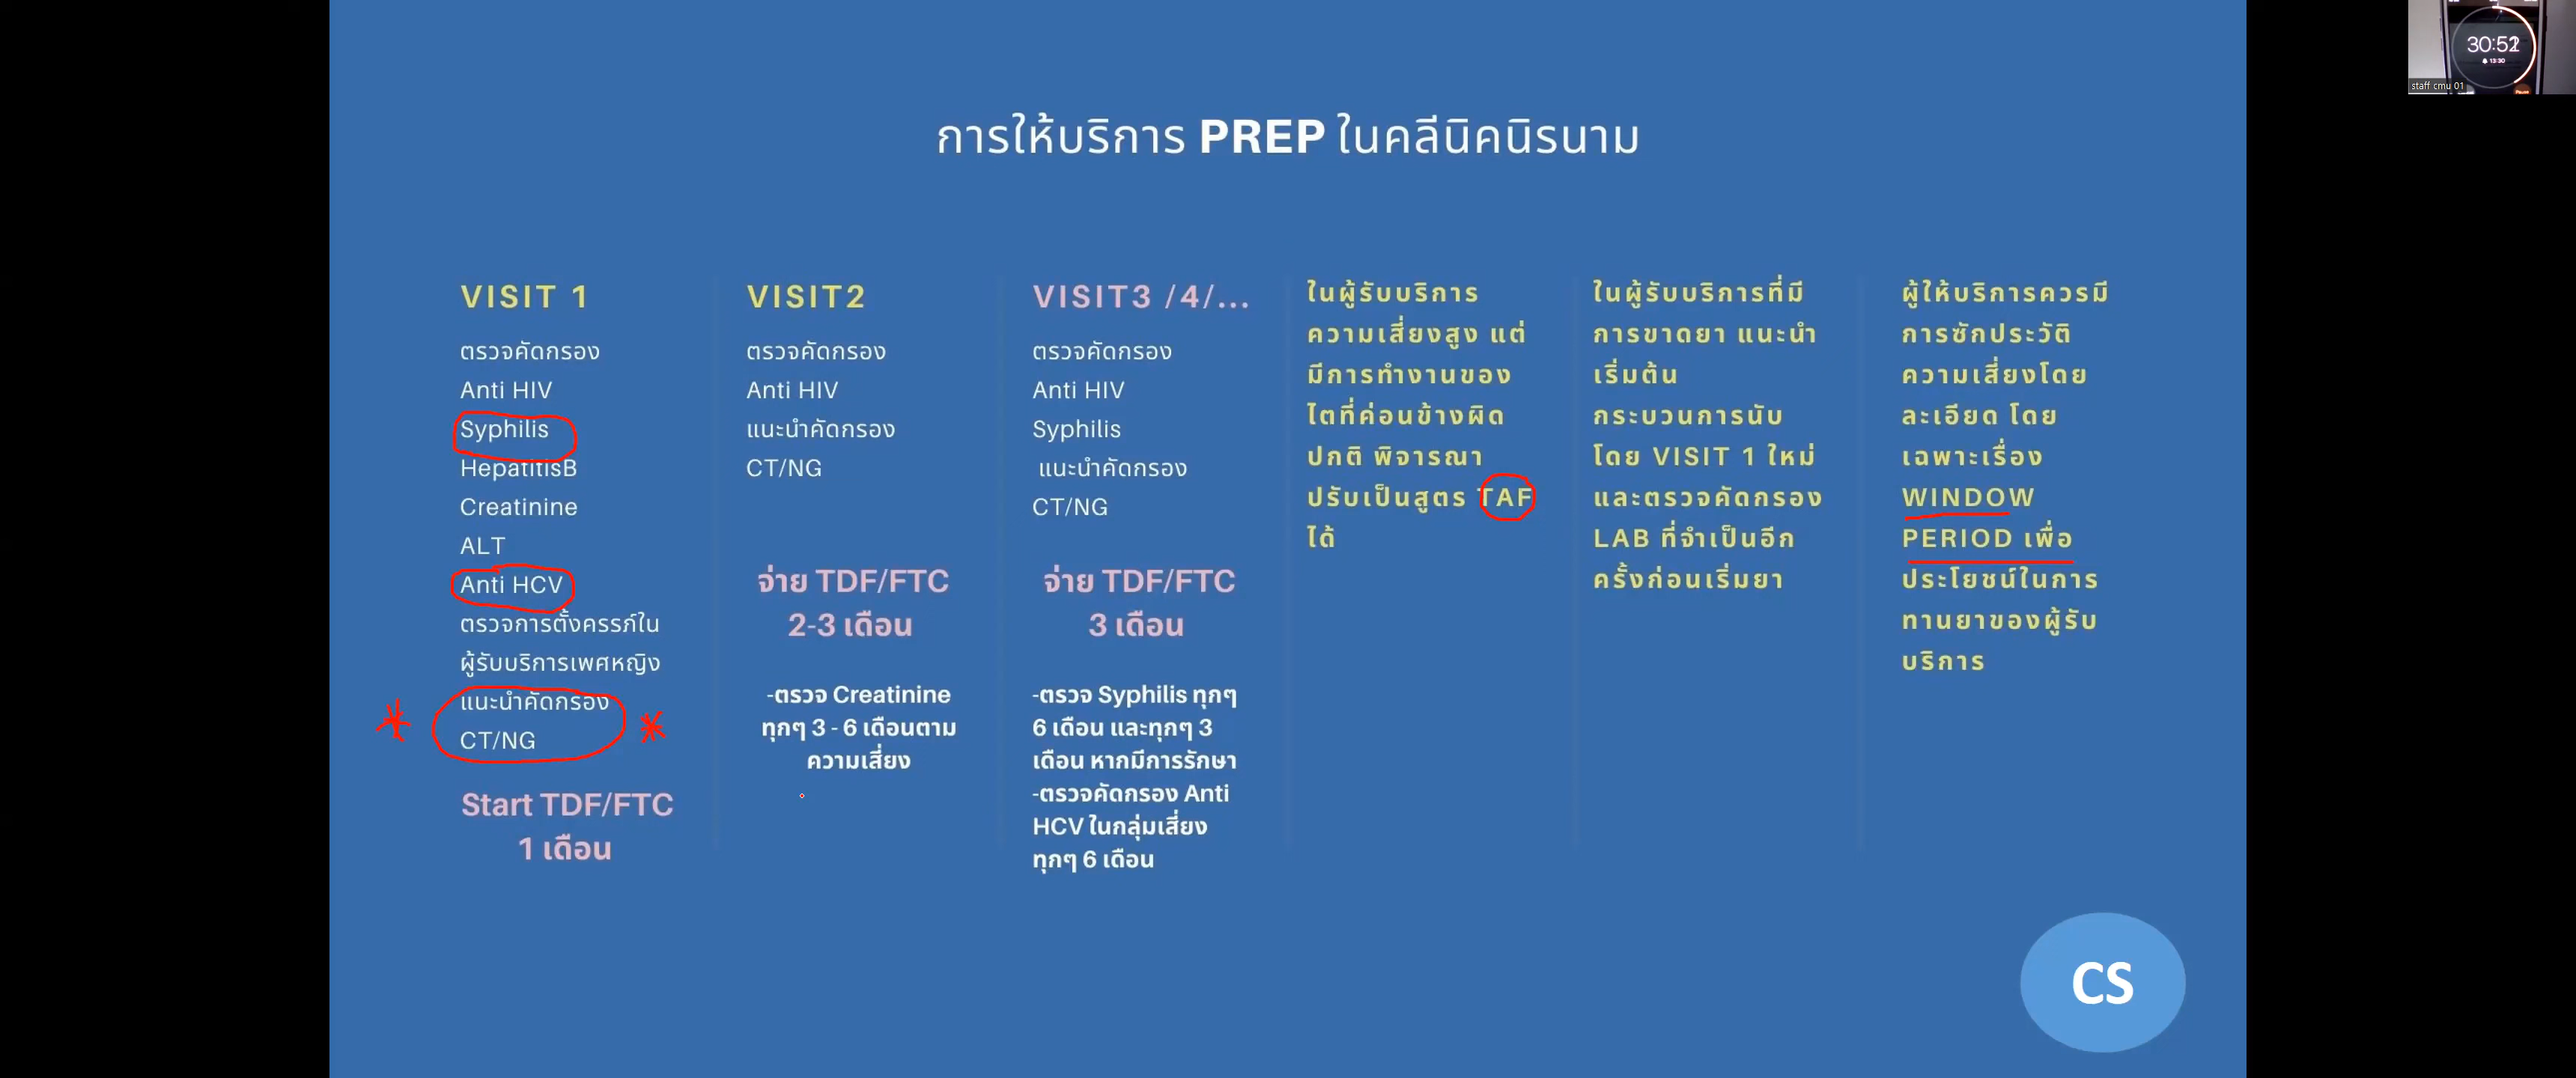 การให้บริการ PREP ในคลีนิคนิรนาม
VISIT 1
ตรวจคัดกรอง
Anti HIV
Syphilis
HepatitisB
Creatinine
ALT
Anti HCV
ตรวจการตั้งครรภ์ใน
ผู้รับบริการเพศหญิง
แนะนำคัดกรอง
CT/NG
Start TDF/FTC
1 เดือน
VISIT2
ตรวจคัดกรอง
Anti HIV
แนะนำคัดกรอง
CT/NG
จ่าย TDF/FTC
2-3 เดือน
-ตรวจ Creatinine
ทุกๆ 3 - 6 เดือนตาม
ความเสี่ยง
VISIT3 /4/...
ตรวจคัดกรอง
Anti HIV
Syphilis
แนะนำคัดกรอง
CT/NG
จ่าย TDF/FTC
3 เดือน
-ตรวจ Syphilis ทุกๆ
6 เดือน และทุกๆ 3
เดือน หากมีการรักษา
-ตรวจคัดกรอง Anti
HCV ในกลุ่มเสี่ยง
ทุกๆ 6 เดือน
ในผู้รับบริการ
ความเสี่ยงสูง แต่
มีการทำงานของ
ไตที่ค่อนข้างผิด
ปกติ พิจารณา
ปรับเป็นสูตร TAF
ได้
ในผู้รับบริการที่มี
การขาดยา แนะนำ
เริ่มต้น
กระบวนการนับ
โดย VISIT 1 ใหม่
และตรวจคัดกรอง
LAB ที่จำเป็นอีก
ครั้งก่อนเริ่มยา
ผู้ให้บริการควรมี
การซักประวัติ
ความเสี่ยงโดย
ละเอียด โดย
เฉพาะเรื่อง
WINDOW
PERIOD เพื่อ
ประโยชน์ในการ
ทานยาของผู้รับ
บริการ
CS
13:30
staff cmu 01